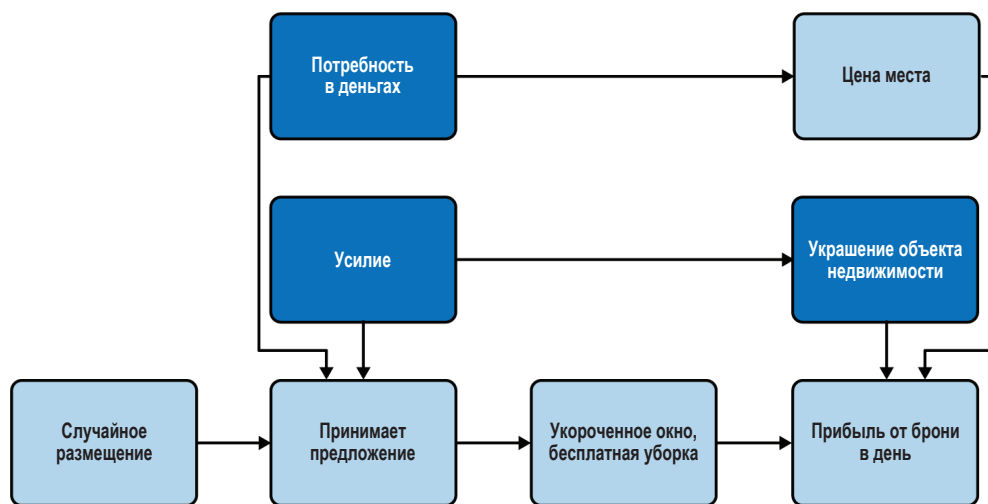 Потребность
в деньгах
Цена места
Усилие
Украшение объекта
недвижимости
Случайное
размещение
Принимает
предложение
Укороченное окно,
бесплатная уборка
Прибыль от брони
в день